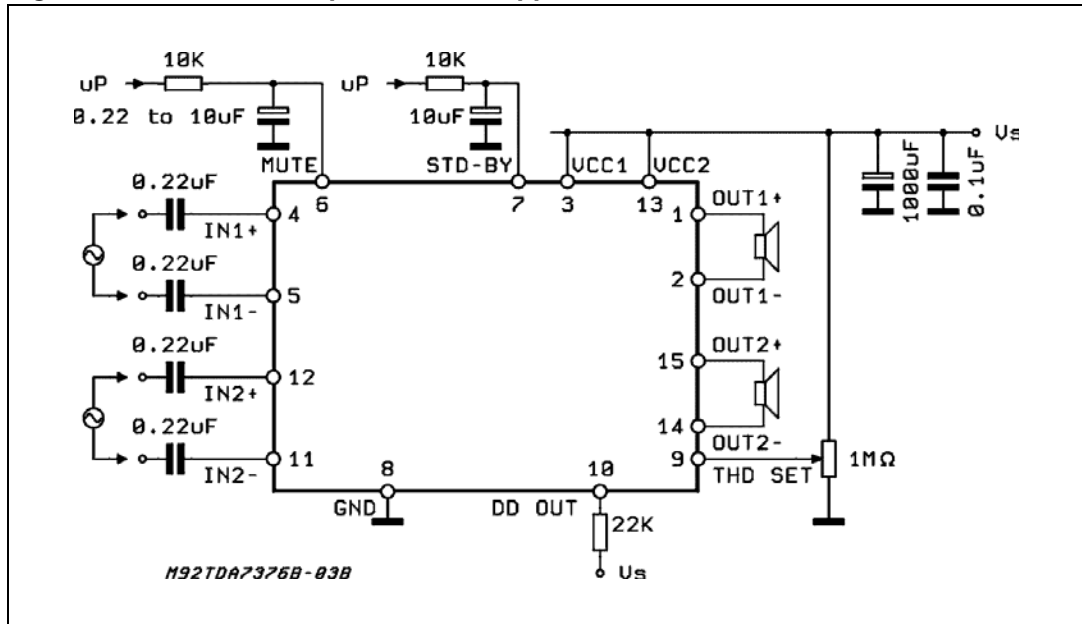 10K
10K
uP
uP
0.22 to 10uF
10uF
Vs
MUTE
STD-BY
VCC1
VCC2
1000uF
0.1uF
6
7
3
13
0.22uF
4
IN1+
0.22uF
5
IN1-
0.22uF
12
IN2+
0.22uF
11
IN2-
1
OUT1+
2
OUT1-
15
OUT2+
14
OUT2-
9
THD SET
1MΩ
8
10
GND
DD OUT
22K
Vs
M92TDA7376B-03B